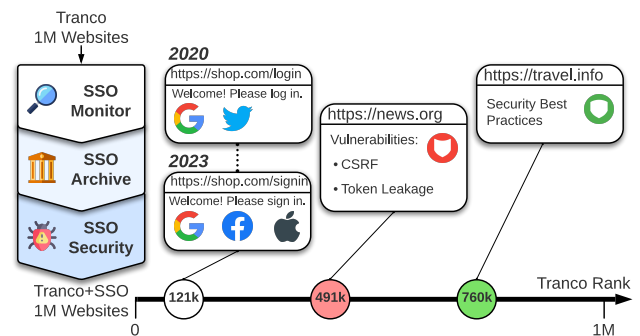 Tranco
1M Websites
SSO
Monitor
SSO
Archive
SSO
Security
Tranco+SSO
1M Websites
2020
https://shop.com/login
Welcome! Please log in.
2023
https://shop.com/signin
Welcome! Please sign in.
https://news.org
Vulnerabilities:
• CSRF
• Token Leakage
https://travel.info
Security Best
Practices
121k
491k
760k
Tranco Rank
0
1M